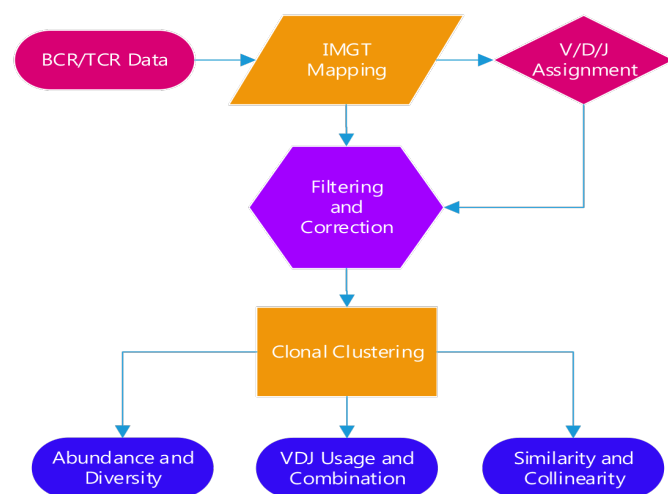 BCR/TCR Data
IMGT
Mapping
V/D/J
Assignment
Filtering
and
Correction
Clonal Clustering
Abundance and
Diversity
VDJ Usage and
Combination
Similarity and
Collinearity